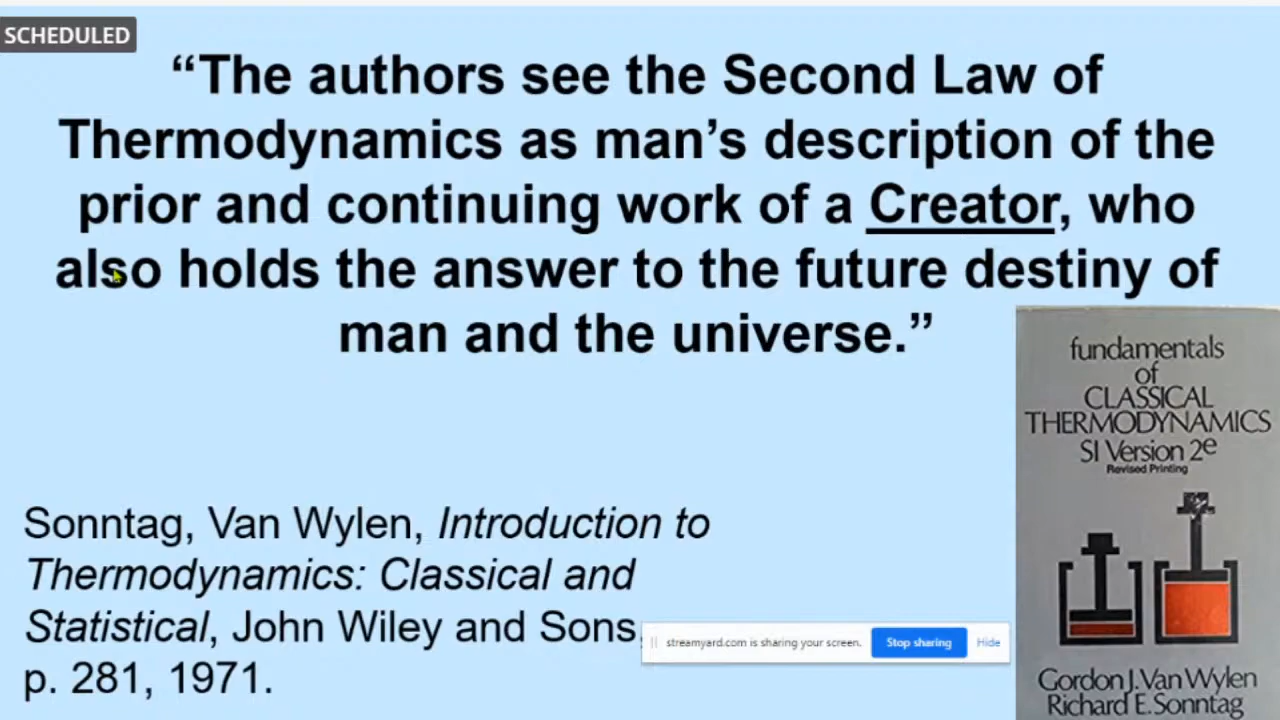 SCHEDULED
“The authors see the Second Law of
Thermodynamics as man’s description of the
prior and continuing work of a Creator, who
also holds the answer to the future destiny of
man and the universe.”
fundamentals
of
CLASSICAL
THERMODYNAMICS
SI Version 2e
Revised Printing
Sonntag, Van Wylen, Introduction to
Thermodynamics: Classical and
Statistical, John Wiley and Sons,
p. 281, 1971.
streamyard.com is sharing your screen.
Stop sharing
Hide
Gordon J. Van Wylen
Richard E. Sonntag